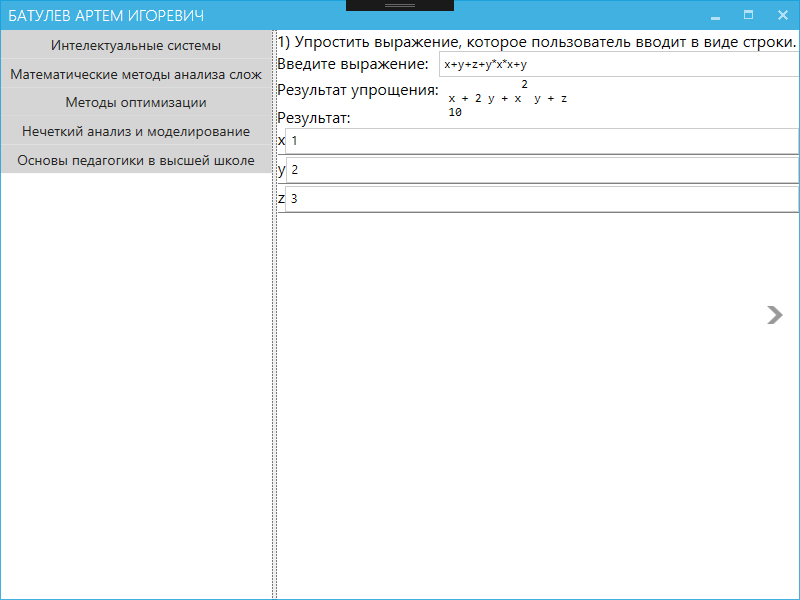 БАТУЛЕВ АРТЕМ ИГОРЕВИЧ
Интелектуальные системы
Математические методы анализа слож
Методы оптимизации
Нечеткий анализ и моделирование
Основы педагогики в высшей школе
1) Упростить выражение, которое пользователь вводит в виде строки.
Введите выражение: x+y+z+y*x*x+y
2
Результат упрощения: x + 2 y + x y + z
10
Результат:
x 1
y 2
z 3